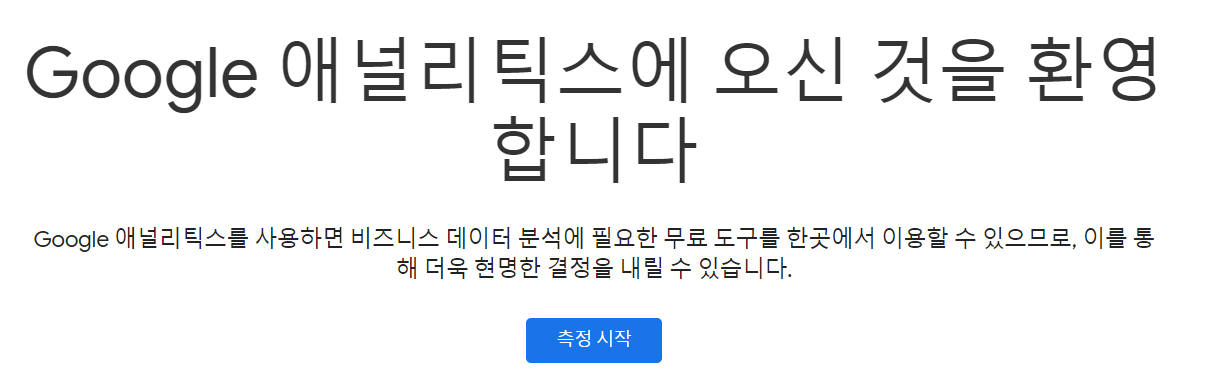 Google 애널리틱스에 오신 것을 환영
합니다
Google 애널리틱스를 사용하면 비즈니스 데이터 분석에 필요한 무료 도구를 한곳에서 이용할 수 있으므로, 이를 통
해 더욱 현명한 결정을 내릴 수 있습니다.
측정 시작